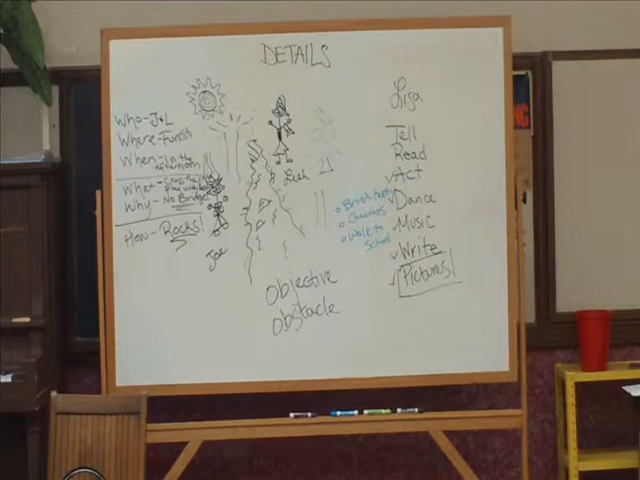 DETAILS
Who-J&L
Where-Forest
When-In the
afternoon
What-
Why-No Bridge
How-Rocks!
Joe
Leah
Objective
obstacle
Brush teeth
Cheerios
Walk to
School
Lisa
Tell
Read
Act
Dance
Music
Write
Pictures!